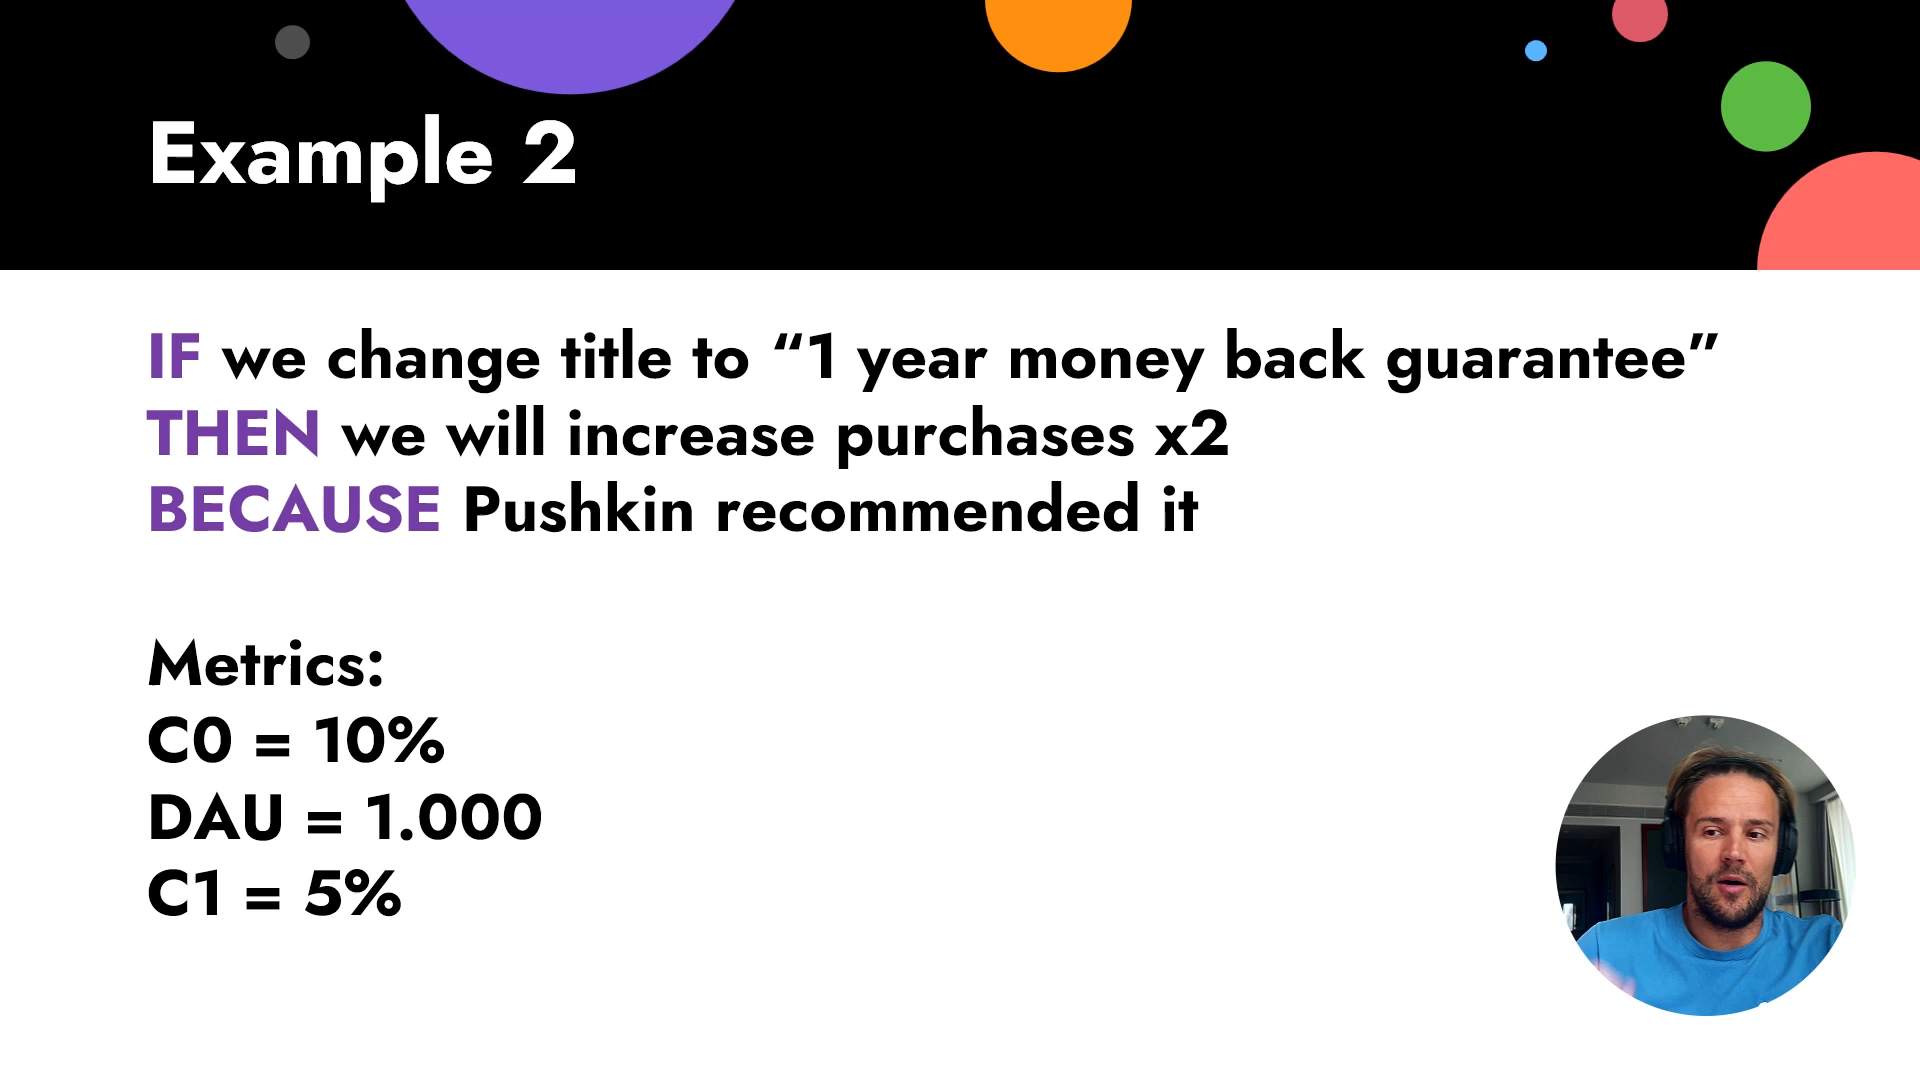 Example 2
IF we change title to “1 year money back guarantee”
THEN we will increase purchases x2
BECAUSE Pushkin recommended it
Metrics:
C0 = 10%
DAU = 1.000
C1 = 5%